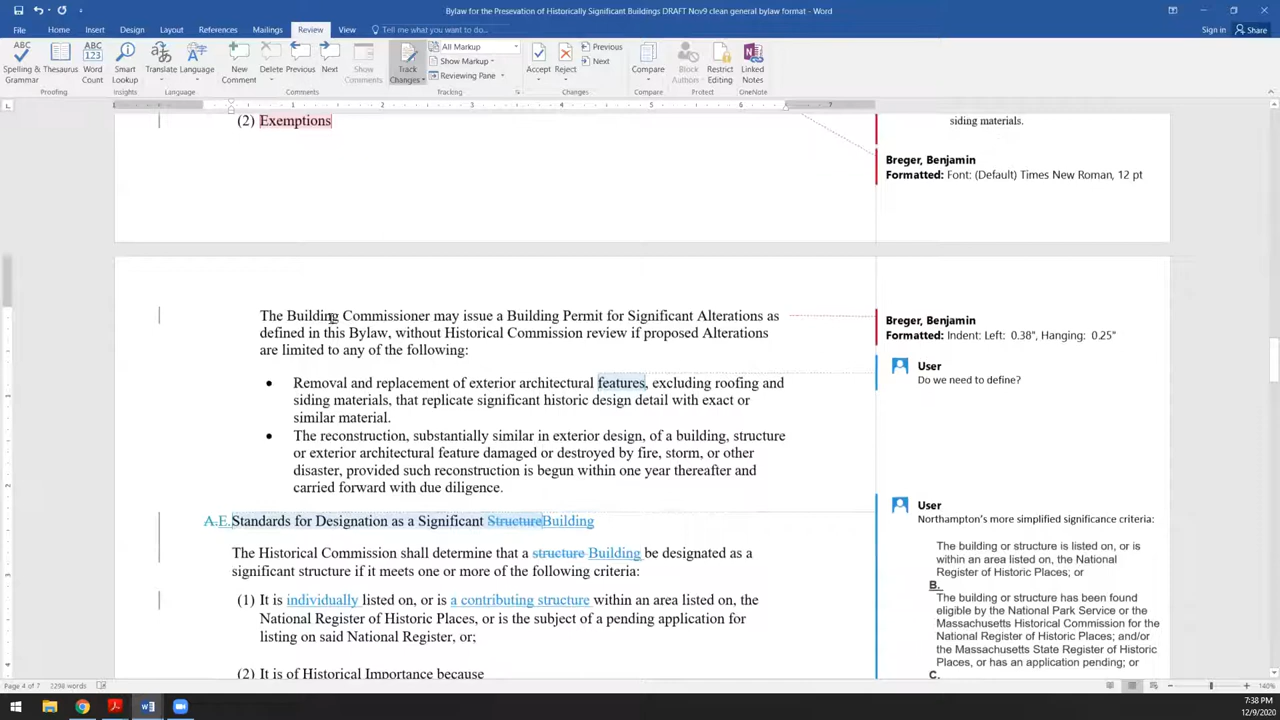 Bylaw for the Presevation of Historically Significant Buildings DRAFT Nov9 clean general bylaw format - Word
File Home Insert Design Layout References Mailings Review View Tell me what you want to do... Sign in Share
Spelling & Grammar Thesaurus Word Count Smart Lookup Translate Language New Comment Delete Previous Next Show Comments Track Changes All Markup Show Markup Reviewing Pane Accept Reject Previous Next Compare Block Authors Restrict Editing Linked Notes
Proofing Insights Language Comments Tracking Changes Compare Protect OneNote
1 1 2 3 4 5 6 7
(2) Exemptions
siding materials.
Breger, Benjamin
Formatted: Font: (Default) Times New Roman, 12 pt
The Building Commissioner may issue a Building Permit for Significant Alterations as
defined in this Bylaw, without Historical Commission review if proposed Alterations
are limited to any of the following:
Breger, Benjamin
Formatted: Indent: Left: 0.38", Hanging: 0.25"
User
Do we need to define?
• Removal and replacement of exterior architectural features, excluding roofing and
siding materials, that replicate significant historic design detail with exact or
similar material.
• The reconstruction, substantially similar in exterior design, of a building, structure
or exterior architectural feature damaged or destroyed by fire, storm, or other
disaster, provided such reconstruction is begun within one year thereafter and
carried forward with due diligence.
A.E.Standards for Designation as a Significant StructureBuilding
The Historical Commission shall determine that a structure Building be designated as a
significant structure if it meets one or more of the following criteria:
(1) It is individually listed on, or is a contributing structure within an area listed on, the
National Register of Historic Places, or is the subject of a pending application for
listing on said National Register, or;
(2) It is of Historical Importance because
User
Northampton's more simplified significance criteria:
The building or structure is listed on, or is
within an area listed on, the National
Register of Historic Places; or
B.
The building or structure has been found
eligible by the National Park Service or the
Massachusetts Historical Commission for the
National Register of Historic Places; and/or
the Massachusetts State Register of Historic
Places, or has an application pending; or
C.
Page 4 of 7 2298 words 140%
7:38 PM
12/9/2020